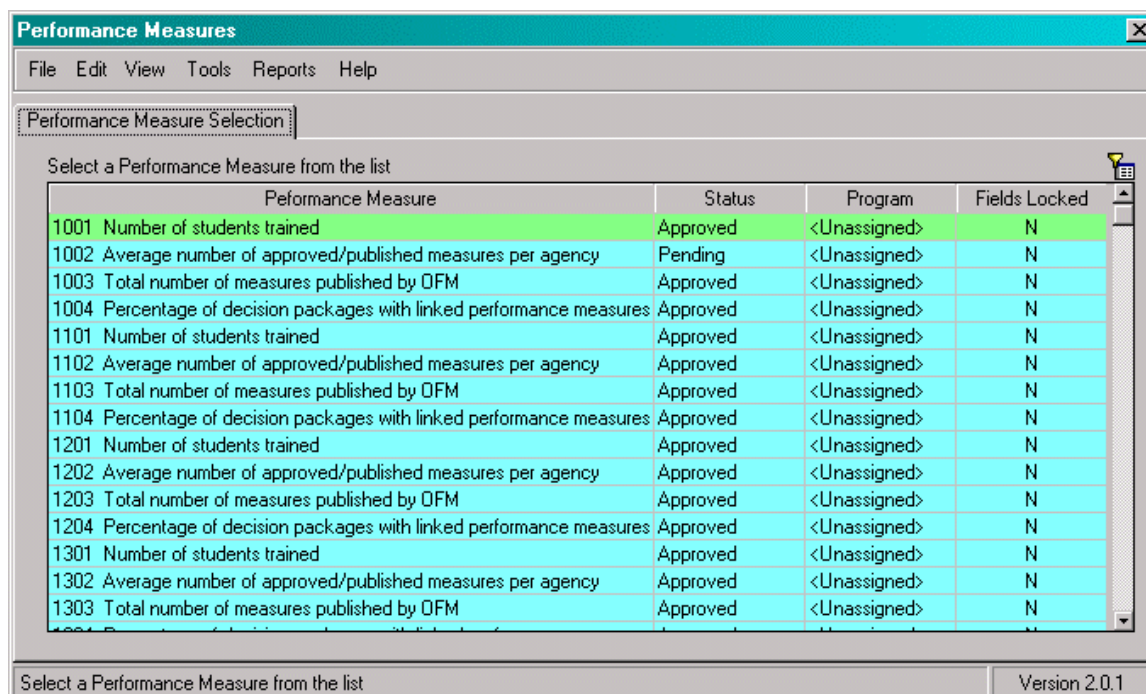 Performance Measures
File Edit View Tools Reports Help
Performance Measure Selection
Select a Performance Measure from the list
Peformance Measure Status Program Fields Locked
1001 Number of students trained Approved <Unassigned> N
1002 Average number of approved/published measures per agency Pending <Unassigned> N
1003 Total number of measures published by OFM Approved <Unassigned> N
1004 Percentage of decision packages with linked performance measures Approved <Unassigned> N
1101 Number of students trained Approved <Unassigned> N
1102 Average number of approved/published measures per agency Approved <Unassigned> N
1103 Total number of measures published by OFM Approved <Unassigned> N
1104 Percentage of decision packages with linked performance measures Approved <Unassigned> N
1201 Number of students trained Approved <Unassigned> N
1202 Average number of approved/published measures per agency Approved <Unassigned> N
1203 Total number of measures published by OFM Approved <Unassigned> N
1204 Percentage of decision packages with linked performance measures Approved <Unassigned> N
1301 Number of students trained Approved <Unassigned> N
1302 Average number of approved/published measures per agency Approved <Unassigned> N
1303 Total number of measures published by OFM Approved <Unassigned> N
Select a Performance Measure from the list Version 2.0.1